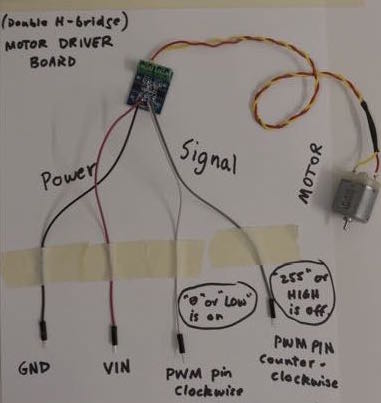 (Double H-bridge)
MOTOR DRIVER
BOARD
Power
Signal
MOTOR
"0" or "LOW"
is on
"255" or
HIGH
is off
GND
VIN
PWM pin
Clockwise
PWM PIN
Counter-
clockwise